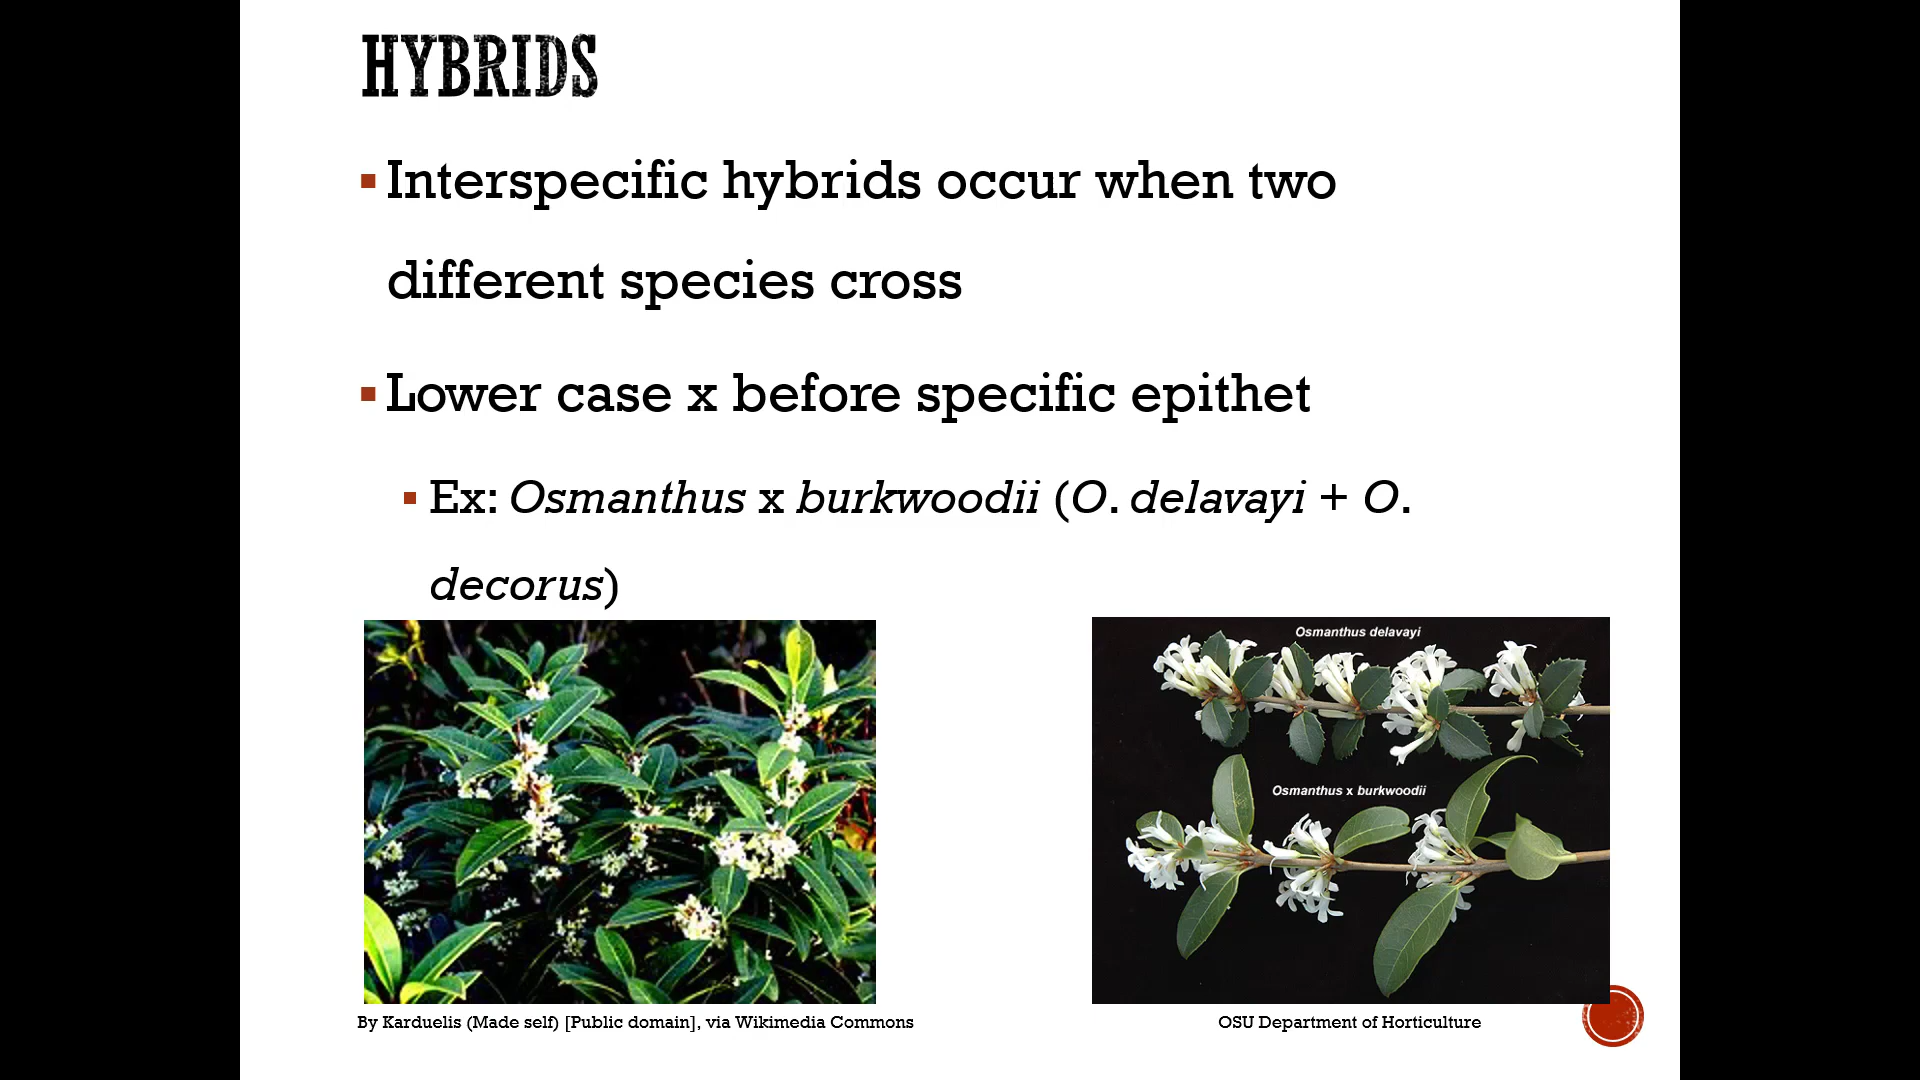 HYBRIDS
Interspecific hybrids occur when two
different species cross
Lower case x before specific epithet
Ex: Osmanthus x burkwoodii (O. delavayi + O.
decorus)
Osmanthus delavayi
Osmanthus x burkwoodii
By Karduelis (Made self) [Public domain], via Wikimedia Commons
OSU Department of Horticulture